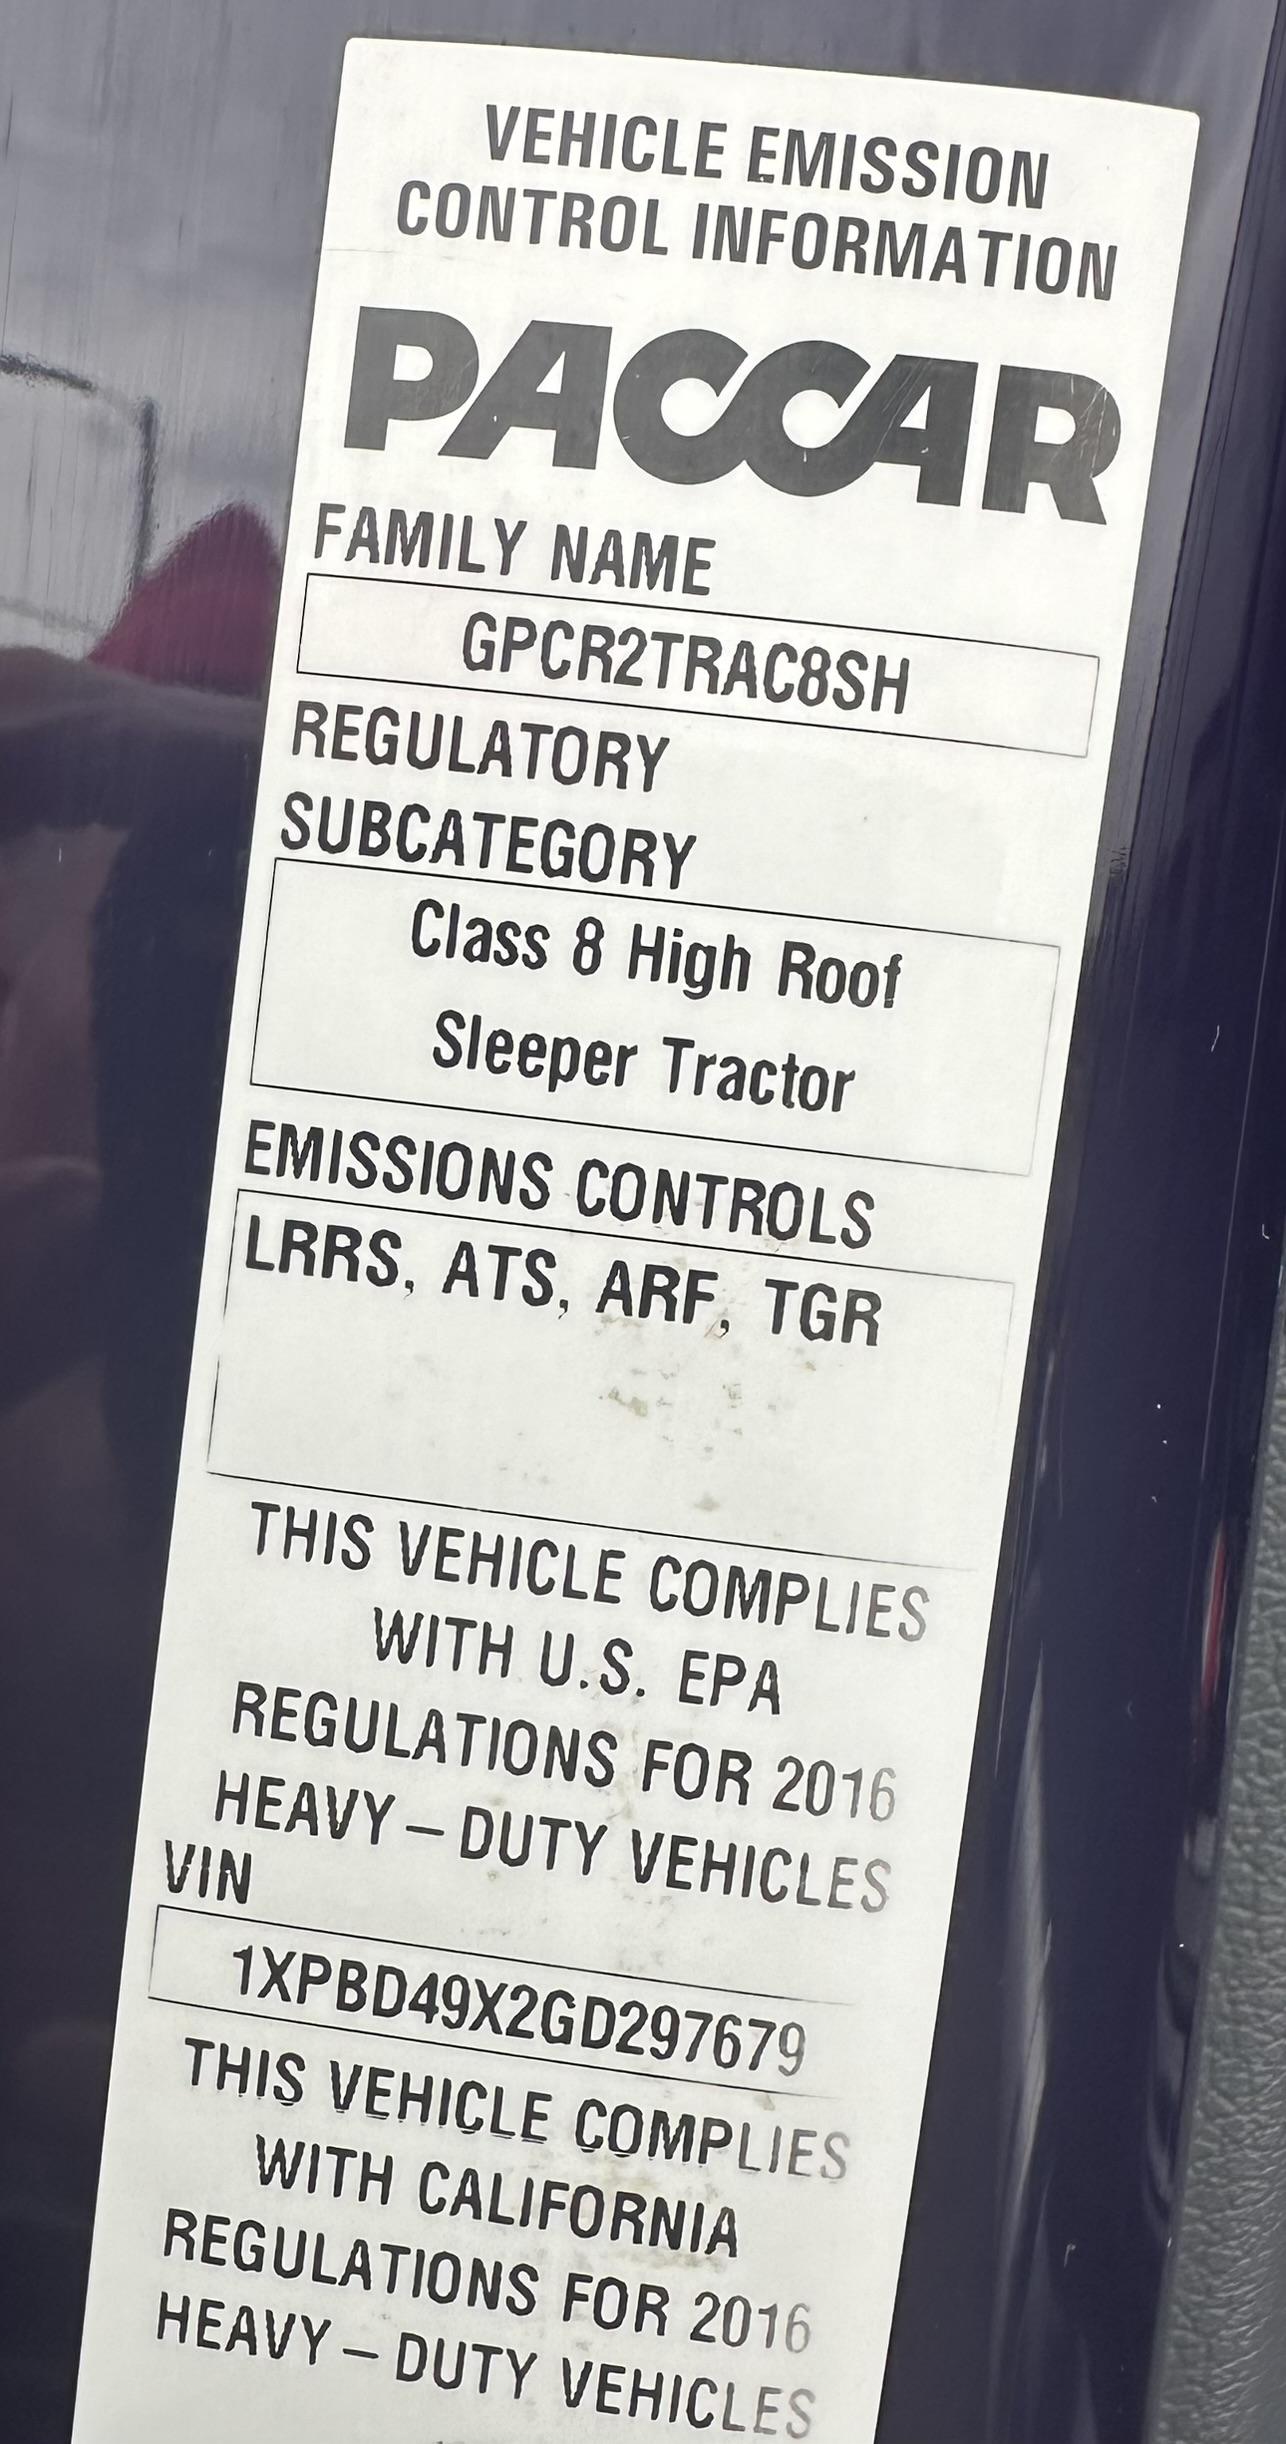 VEHICLE EMISSION
CONTROL INFORMATION
PACCAR
FAMILY NAME
GPCR2TRAC8SH
REGULATORY
SUBCATEGORY
Class 8 High Roof
Sleeper Tractor
EMISSIONS CONTROLS
LRRS, ATS, ARF, TGR
THIS VEHICLE COMPLIES
WITH U.S. EPA
REGULATIONS FOR 2016
HEAVY-DUTY VEHICLES
VIN
1XPBD49X2GD297679
THIS VEHICLE COMPLIES
WITH CALIFORNIA
REGULATIONS FOR 2016
HEAVY-DUTY VEHICLES